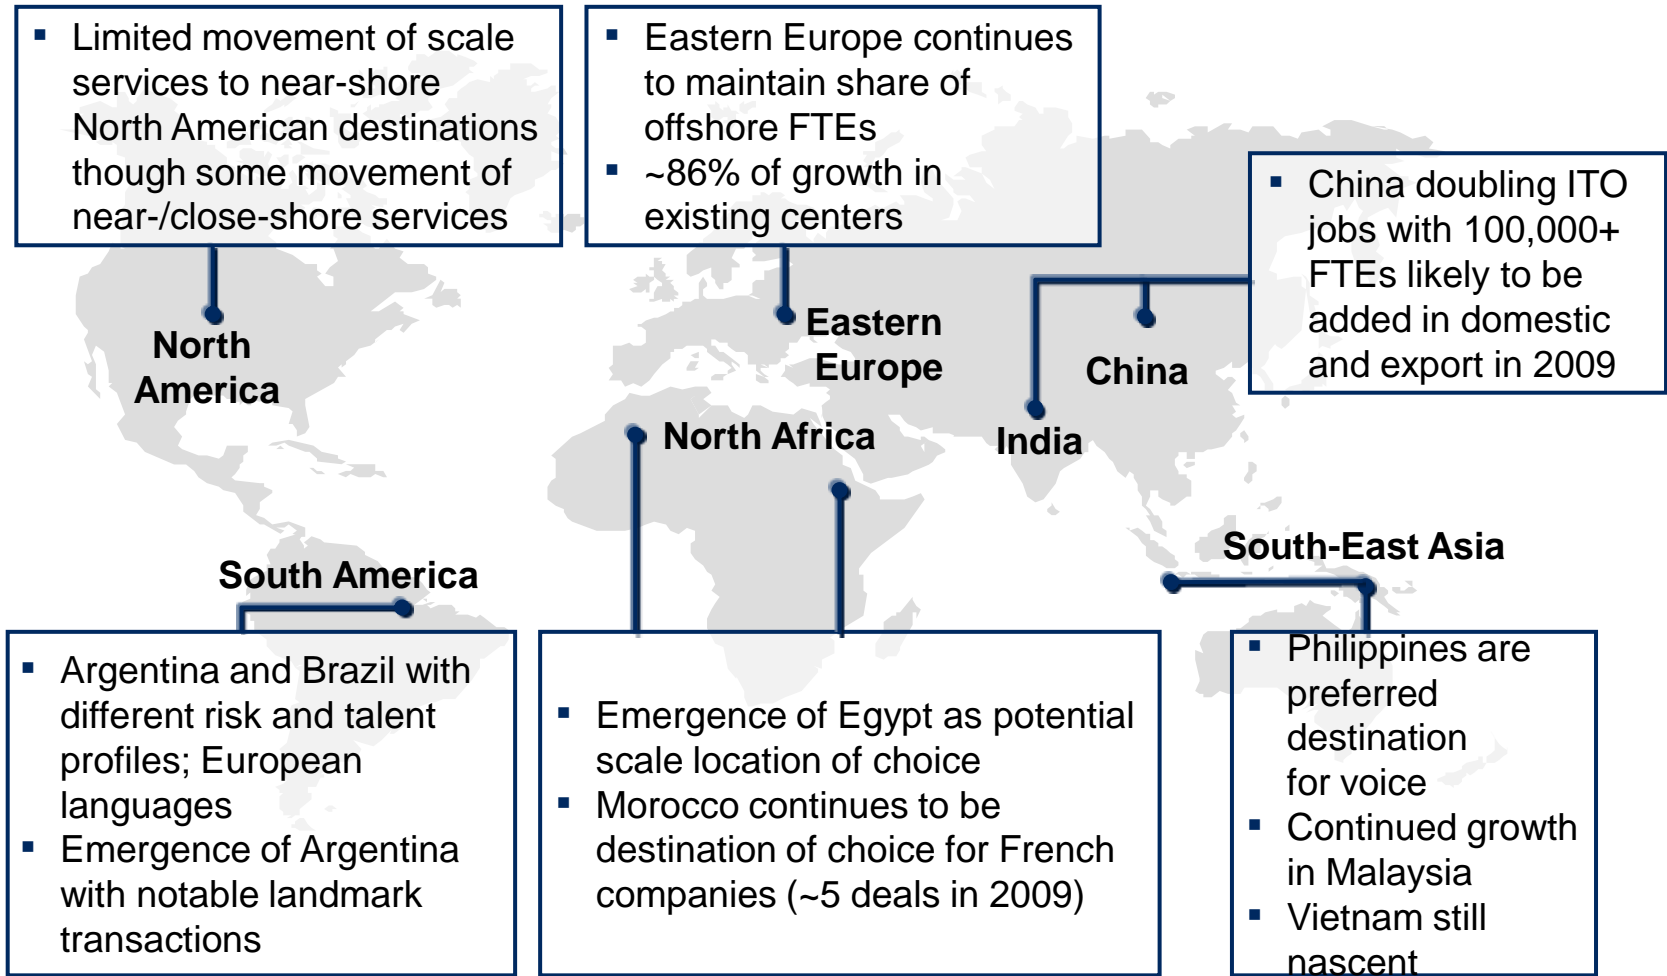 ▪ Limited movement of scale
services to near-shore
North American destinations
though some movement of
near-/close-shore services
▪ Eastern Europe continues
to maintain share of
offshore FTEs
▪ ~86% of growth in
existing centers
▪ China doubling ITO
jobs with 100,000+
FTEs likely to be
added in domestic
and export in 2009
North
America
Eastern
Europe
China
North Africa
India
South America
South-East Asia
▪ Argentina and Brazil with
different risk and talent
profiles; European
languages
▪ Emergence of Argentina
with notable landmark
transactions
▪ Emergence of Egypt as potential
scale location of choice
▪ Morocco continues to be
destination of choice for French
companies (~5 deals in 2009)
▪ Philippines are
preferred
destination
for voice
▪ Continued growth
in Malaysia
▪ Vietnam still
nascent